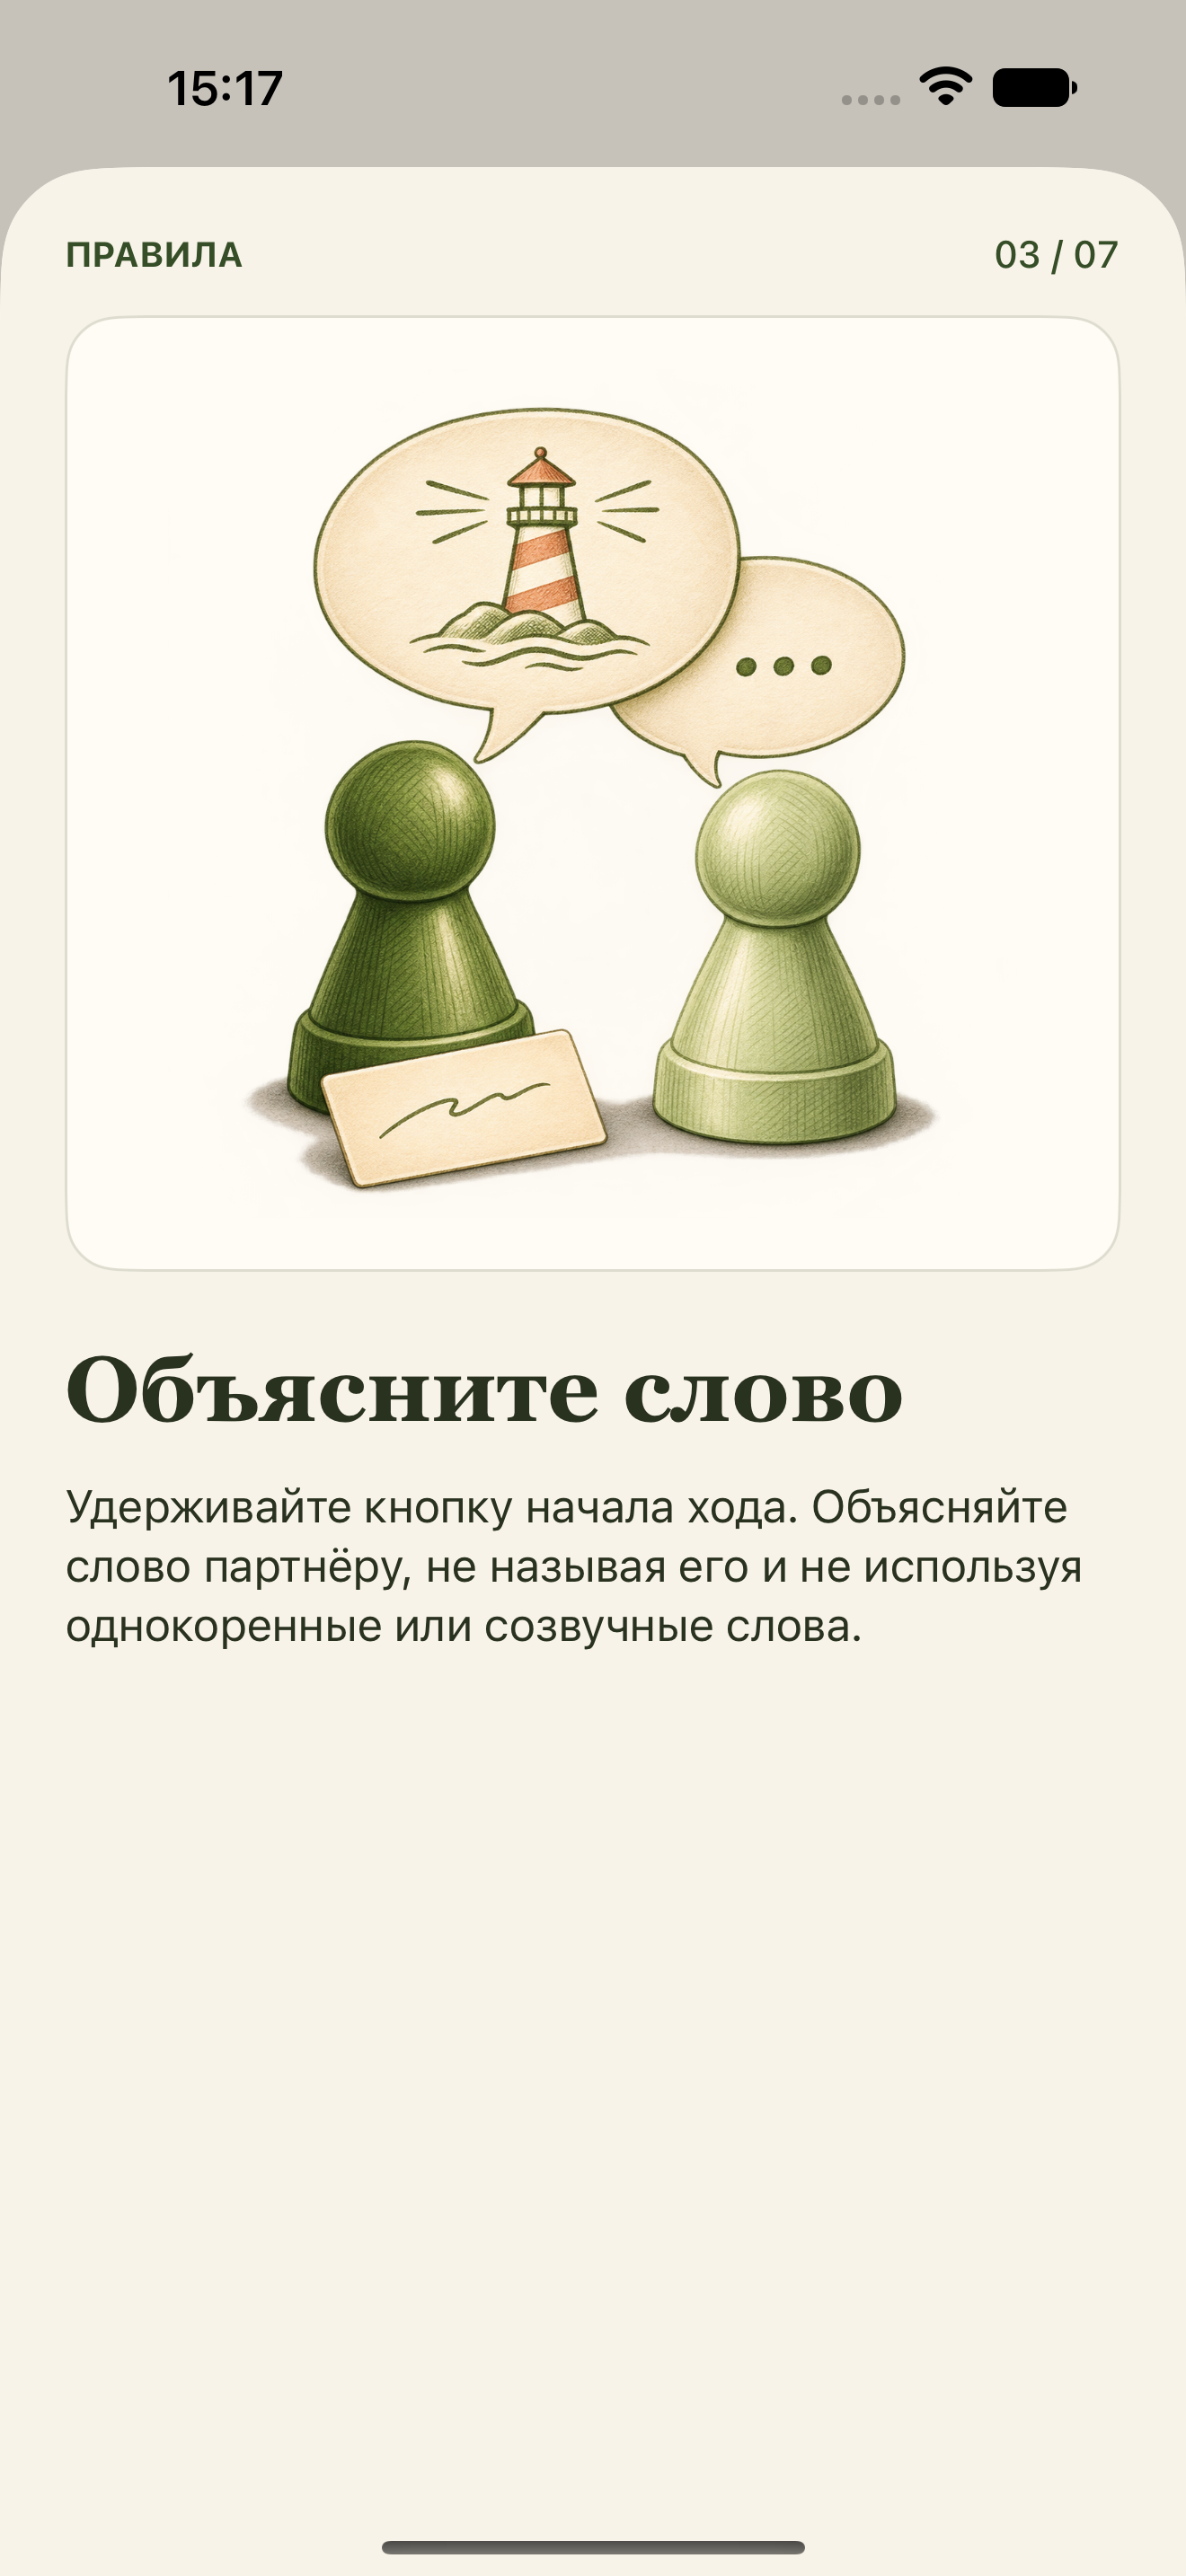 15:17
ПРАВИЛА
03 / 07
Объясните слово
Удерживайте кнопку начала хода. Объясняйте
слово партнёру, не называя его и не используя
однокоренные или созвучные слова.